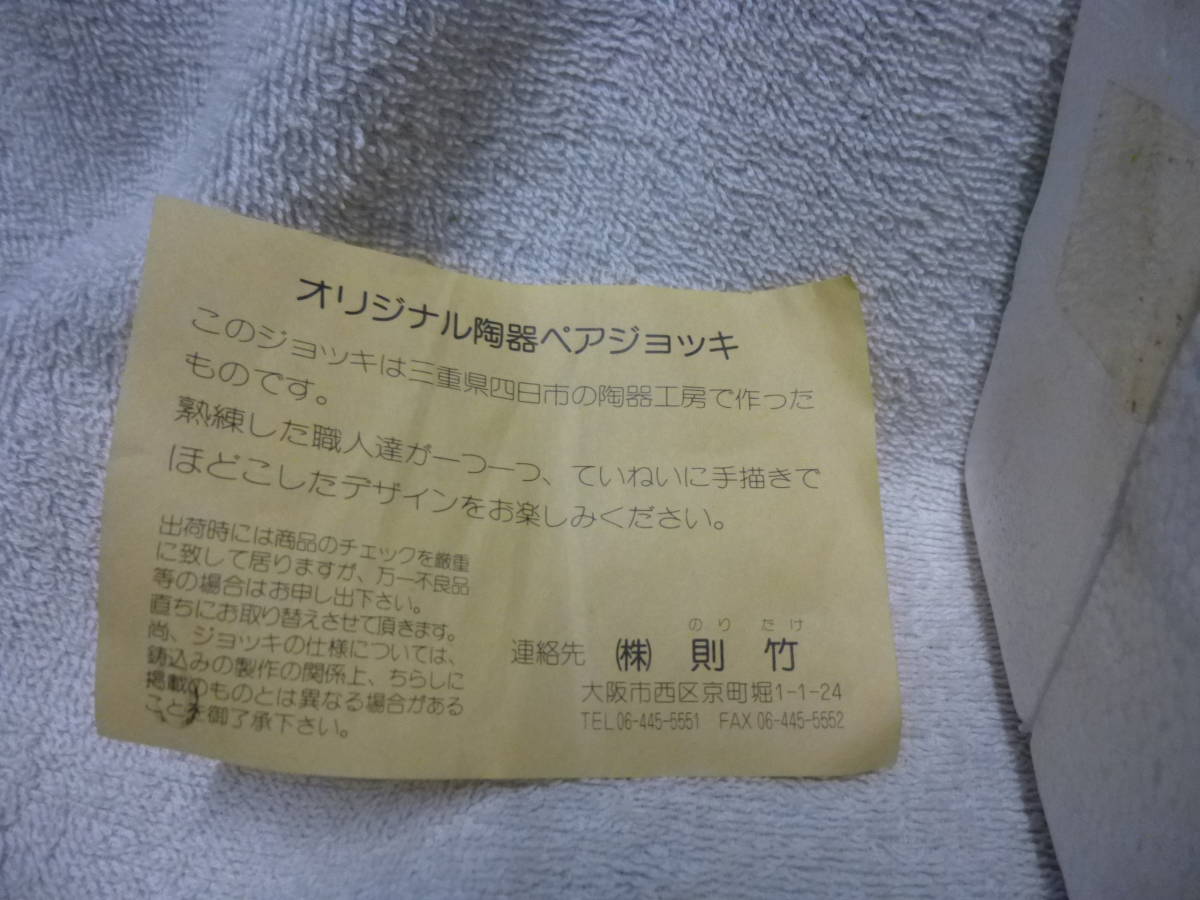 オリジナル陶器ペアジョッキ
このジョッキは三重県四日市の陶器工房で作った
ものです。
熟練した職人達が一つ一つ、ていねいに手描きで
ほどこしたデザインをお楽しみください。
出荷時には商品のチェックを厳重
に致して居りますが、万一不良品
等の場合はお申し出下さい。
直ちにお取り替えさせて頂きます。
尚、ジョッキの仕様については、
鋳込みの製作の関係上、ちらしに
掲載のものとは異なる場合がある
ことを御了承下さい。
のり たけ
連絡先 ㈱ 則竹
大阪市西区京町堀1-1-24
TEL 06-445-5551 FAX 06-445-5552